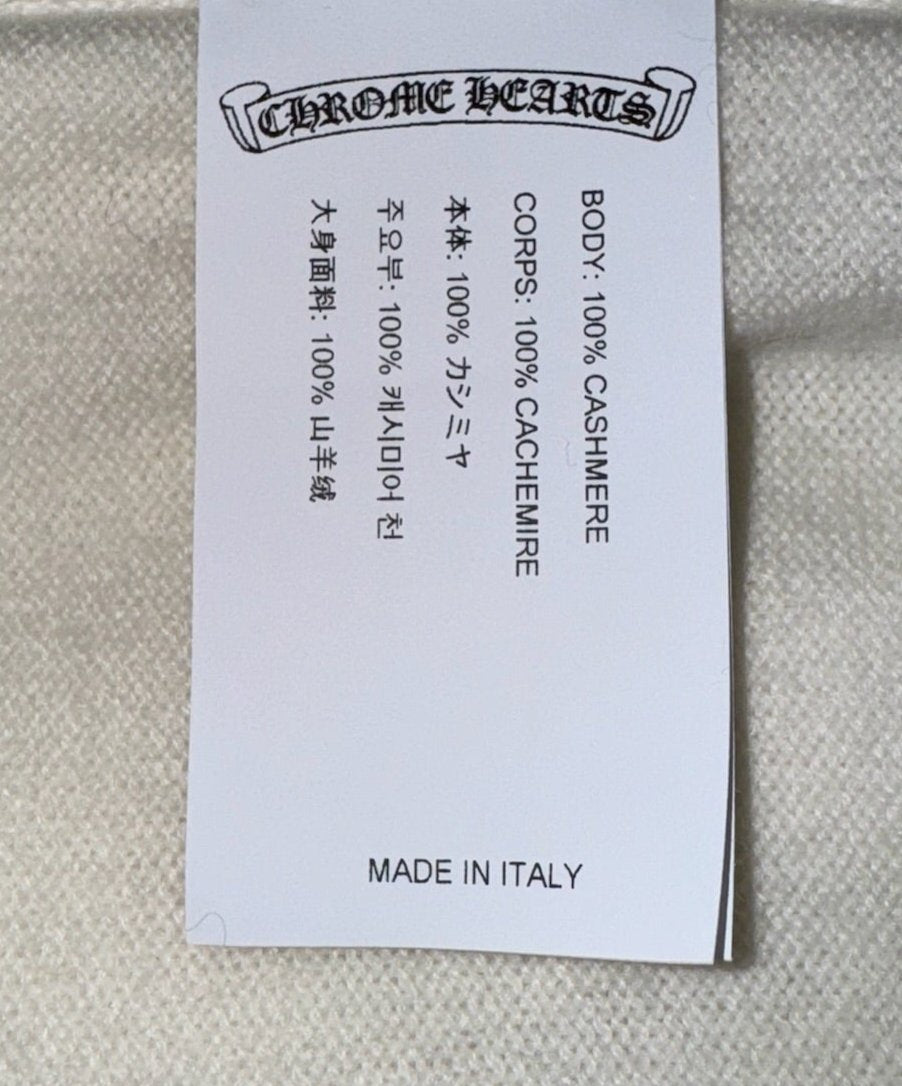 CHROME HEARTS
BODY: 100% CASHMERE
CORPS: 100% CACHEMIRE
本体: 100% カシミヤ
주요부: 100% 캐시미어 천
大身面料: 100% 山羊绒
MADE IN ITALY